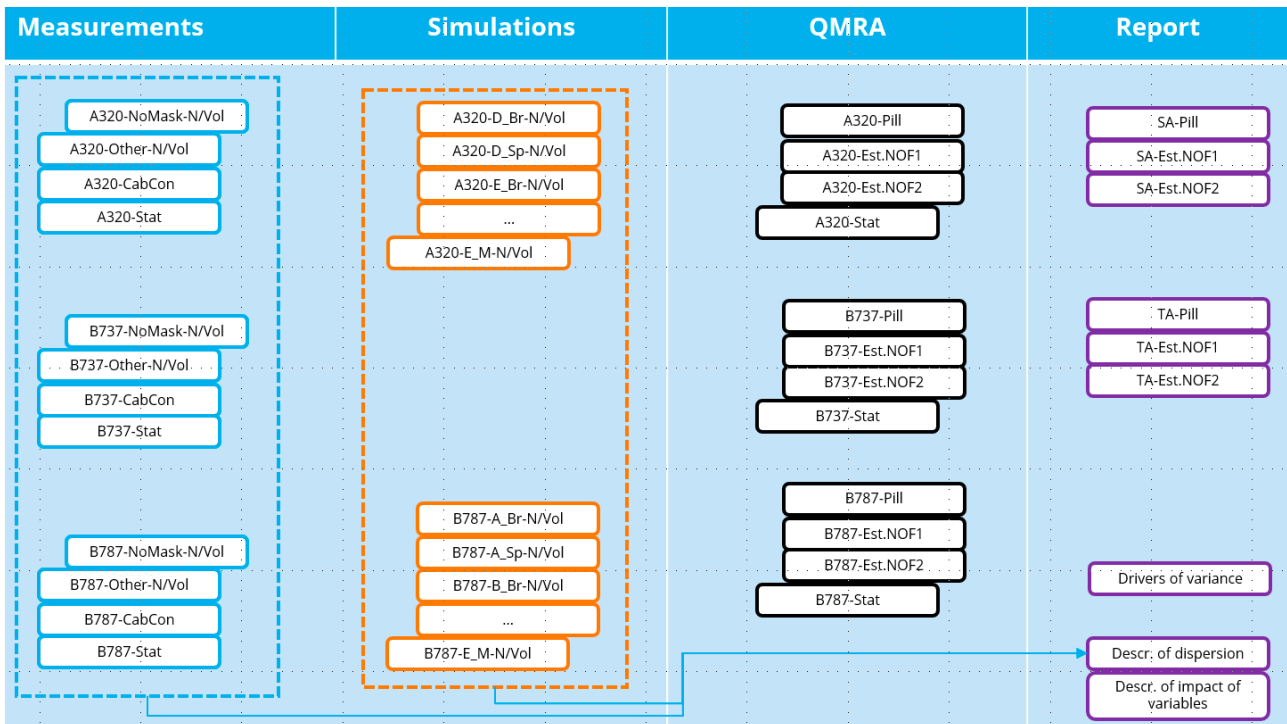 Measurements
Simulations
QMRA
Report
A320-NoMask-N/Vol
A320-Other-N/Vol
A320-CabCon
A320-Stat
B737-NoMask-N/Vol
B737-Other-N/Vol
B737-CabCon
B737-Stat
B787-NoMask-N/Vol
B787-Other-N/Vol
B787-CabCon
B787-Stat
A320-D_Br-N/Vol
A320-D_Sp-N/Vol
A320-E_Br-N/Vol
...
A320-E_M-N/Vol
B787-A_Br-N/Vol
B787-A_Sp-N/Vol
B787-B_Br-N/Vol
...
B787-E_M-N/Vol
A320-Pill
A320-Est.NOF1
A320-Est.NOF2
A320-Stat
B737-Pill
B737-Est.NOF1
B737-Est.NOF2
B737-Stat
B787-Pill
B787-Est.NOF1
B787-Est.NOF2
B787-Stat
SA-Pill
SA-Est.NOF1
SA-Est.NOF2
TA-Pill
TA-Est.NOF1
TA-Est.NOF2
Drivers of variance
Descr. of dispersion
Descr. of impact of
variables